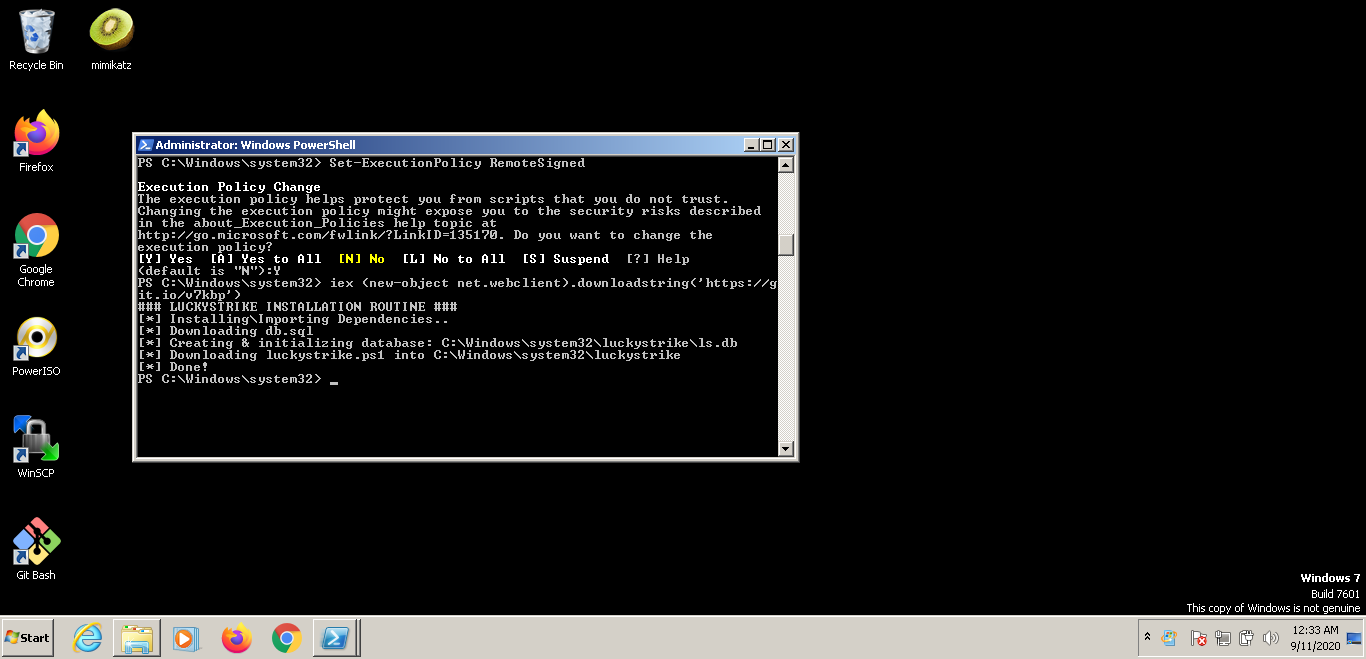 Recycle Bin
mimikatz
Firefox
Google
Chrome
PowerISO
WinSCP
Git Bash
Administrator: Windows PowerShell
PS C:\Windows\system32> Set-ExecutionPolicy RemoteSigned
Execution Policy Change
The execution policy helps protect you from scripts that you do not trust.
Changing the execution policy might expose you to the security risks described
in the about_Execution_Policies help topic at
http://go.microsoft.com/fwlink/?LinkID=135170. Do you want to change the
execution policy?
[Y] Yes  [A] Yes to All  [N] No  [L] No to All  [S] Suspend  [?] Help
(default is "N"):Y
PS C:\Windows\system32> iex (new-object net.webclient).downloadstring('https://g
it.io/v7kbp')
### LUCKYSTRIKE INSTALLATION ROUTINE ###
[*] Installing\Importing Dependencies..
[*] Downloading db.sql
[*] Creating & initializing database: C:\Windows\system32\luckystrike\ls.db
[*] Downloading luckystrike.ps1 into C:\Windows\system32\luckystrike
[*] Done!
PS C:\Windows\system32> _
Windows 7
Build 7601
This copy of Windows is not genuine
Start
12:33 AM
9/11/2020